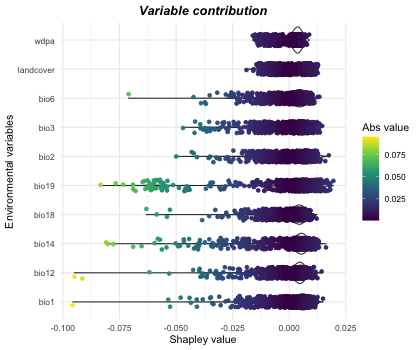 Variable contribution
Environmental variables
wdpa
landcover
bio6
bio3
bio2
bio19
bio18
bio14
bio12
bio1
-0.100 -0.075 -0.050 -0.025 0.000 0.025
Shapley value
Abs value
0.075
0.050
0.025